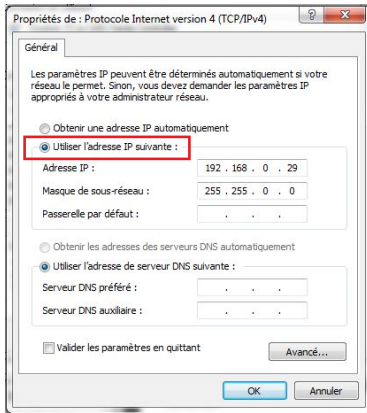 Propriétés de : Protocole Internet version 4 (TCP/IPv4)
Général
Les paramètres IP peuvent être déterminés automatiquement si votre
réseau le permet. Sinon, vous devez demander les paramètres IP
appropriés à votre administrateur réseau.
Obtenir une adresse IP automatiquement
Utiliser l'adresse IP suivante :
Adresse IP : 192 . 168 . 0 . 29
Masque de sous-réseau : 255 . 255 . 0 . 0
Passerelle par défaut : . . .
Obtenir les adresses des serveurs DNS automatiquement
Utiliser l'adresse de serveur DNS suivante :
Serveur DNS préféré : . . .
Serveur DNS auxiliaire : . . .
Valider les paramètres en quittant
Avancé...
OK Annuler